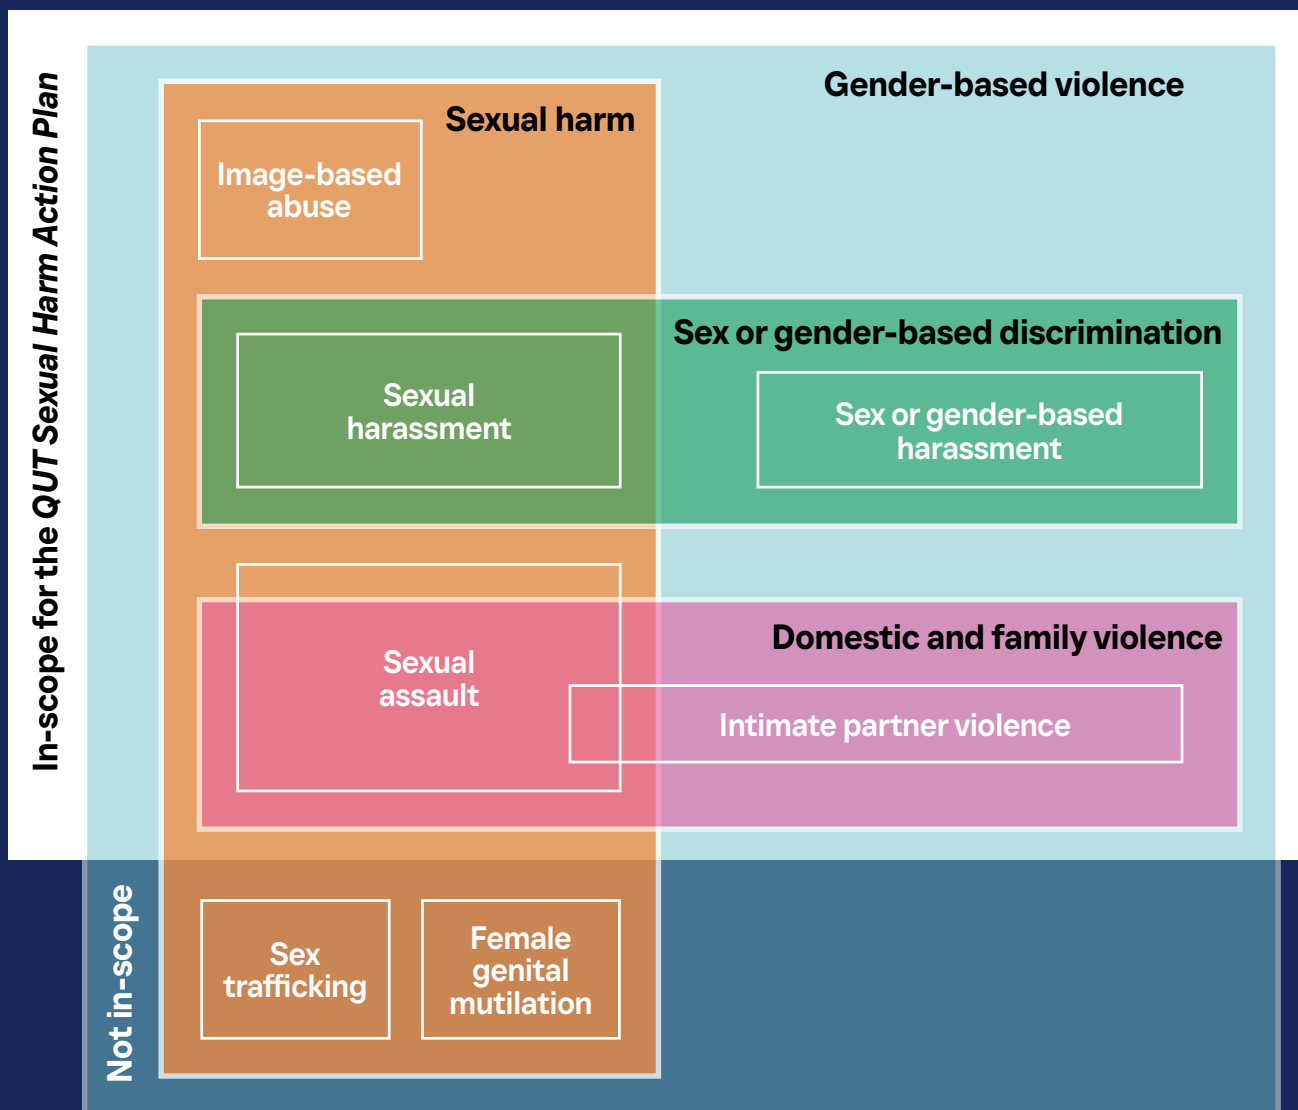 In-scope for the QUT Sexual Harm Action Plan
Gender-based violence
Sexual harm
Image-based
abuse
Sex or gender-based discrimination
Sexual
harassment
Sex or gender-based
harassment
Domestic and family violence
Sexual
assault
Intimate partner violence
Not in-scope
Sex
trafficking
Female
genital
mutilation